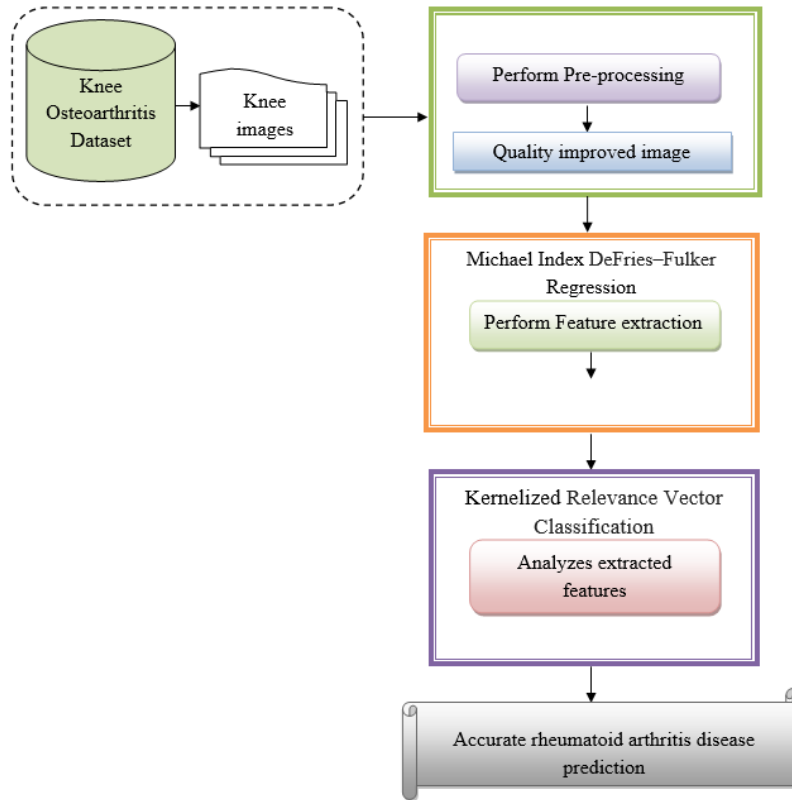 Knee
Osteoarthritis
Dataset
Knee
images
Perform Pre-processing
Quality improved image
Michael Index DeFries–Fulker
Regression
Perform Feature extraction
Kernelized Relevance Vector
Classification
Analyzes extracted
features
Accurate rheumatoid arthritis disease
prediction